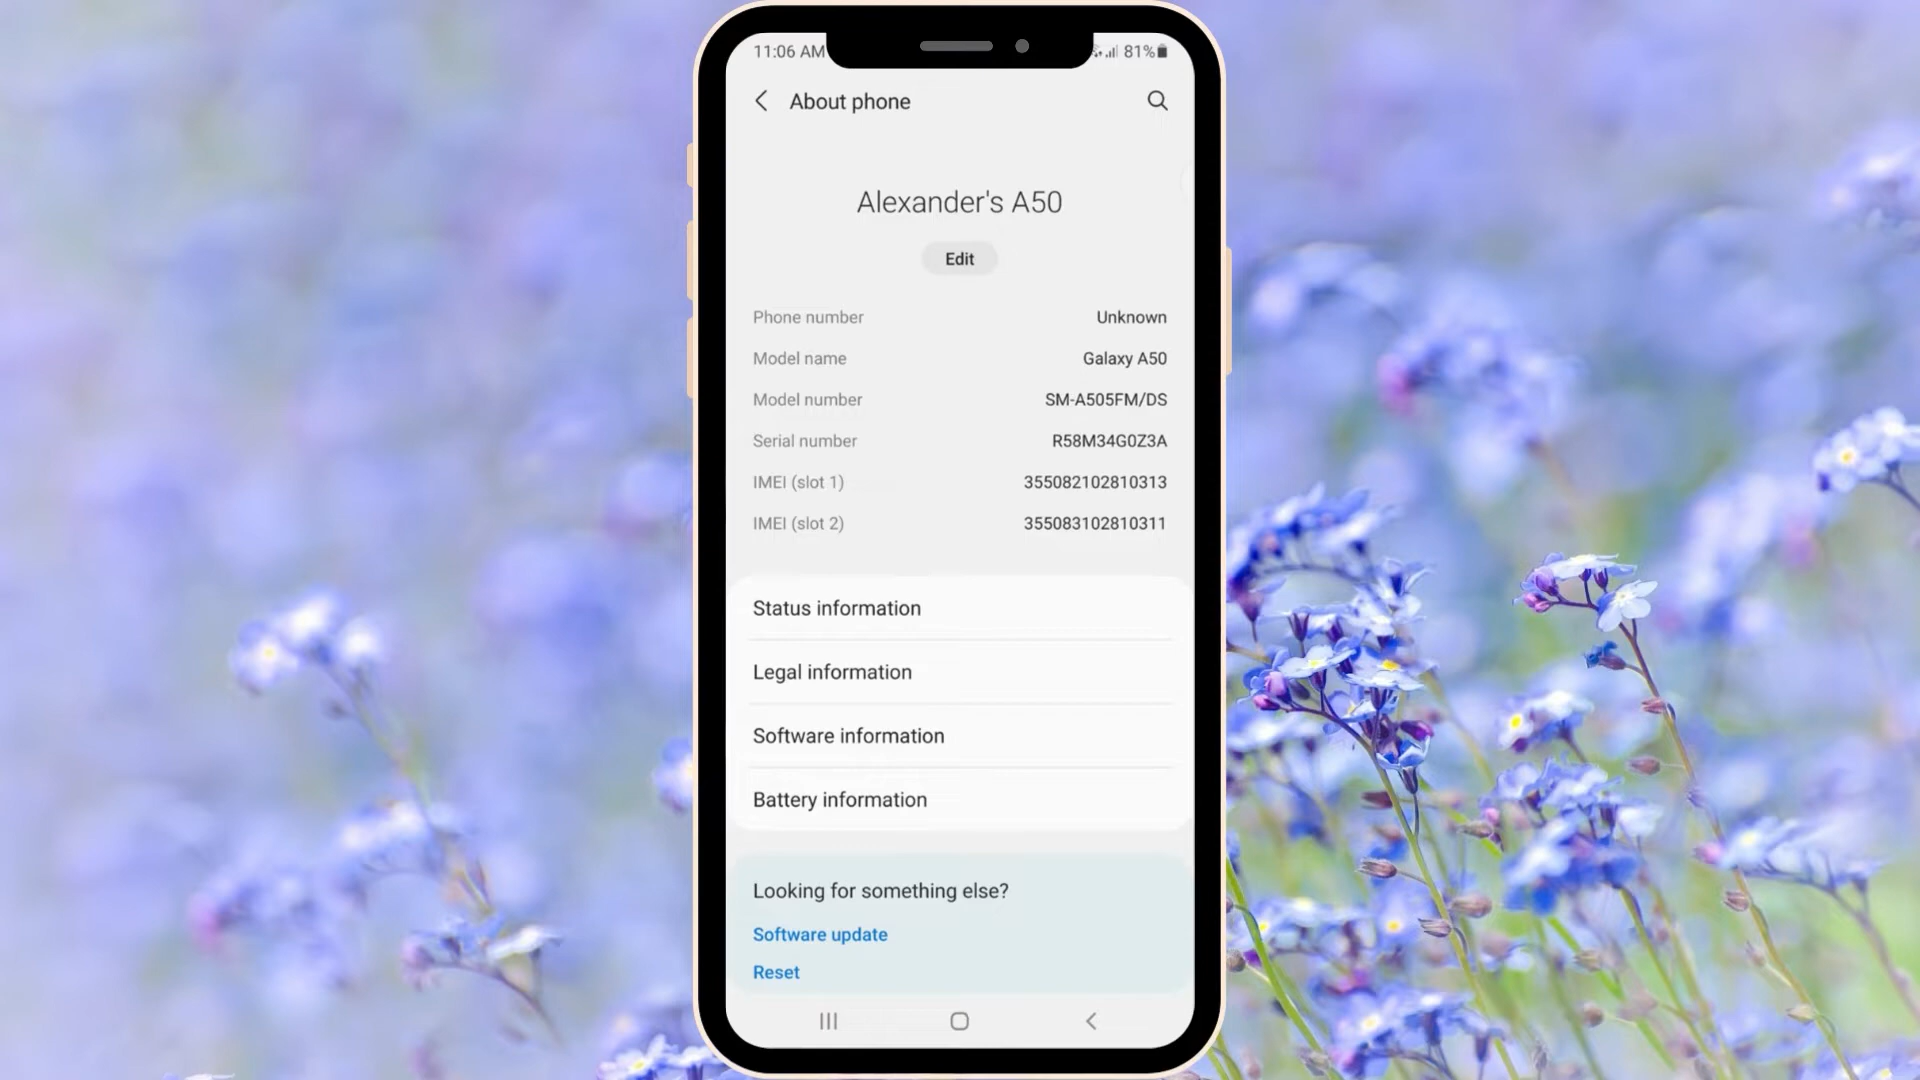 11:06 AM 81%
About phone
Alexander's A50
Edit
Phone number Unknown
Model name Galaxy A50
Model number SM-A505FM/DS
Serial number R58M34G0Z3A
IMEI (slot 1) 355082102810313
IMEI (slot 2) 355083102810311
Status information
Legal information
Software information
Battery information
Looking for something else?
Software update
Reset